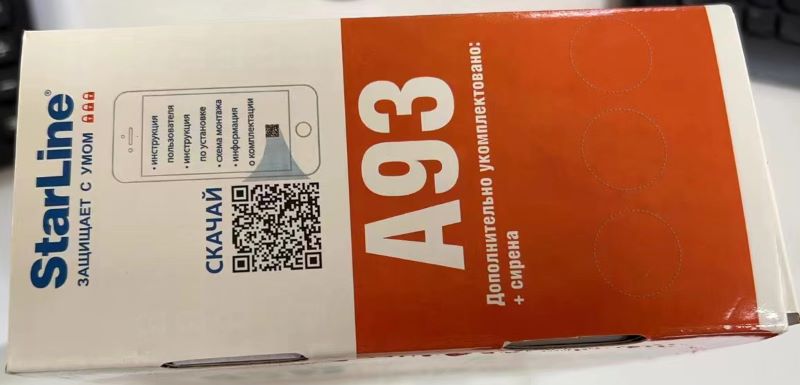 StarLine®
ЗАЩИЩАЕТ С УМОМ
• инструкция
пользователя
• инструкция
по установке
• схема монтажа
• информация
о комплектации
СКАЧАЙ
A93
Дополнительно укомплектовано:
+ сирена